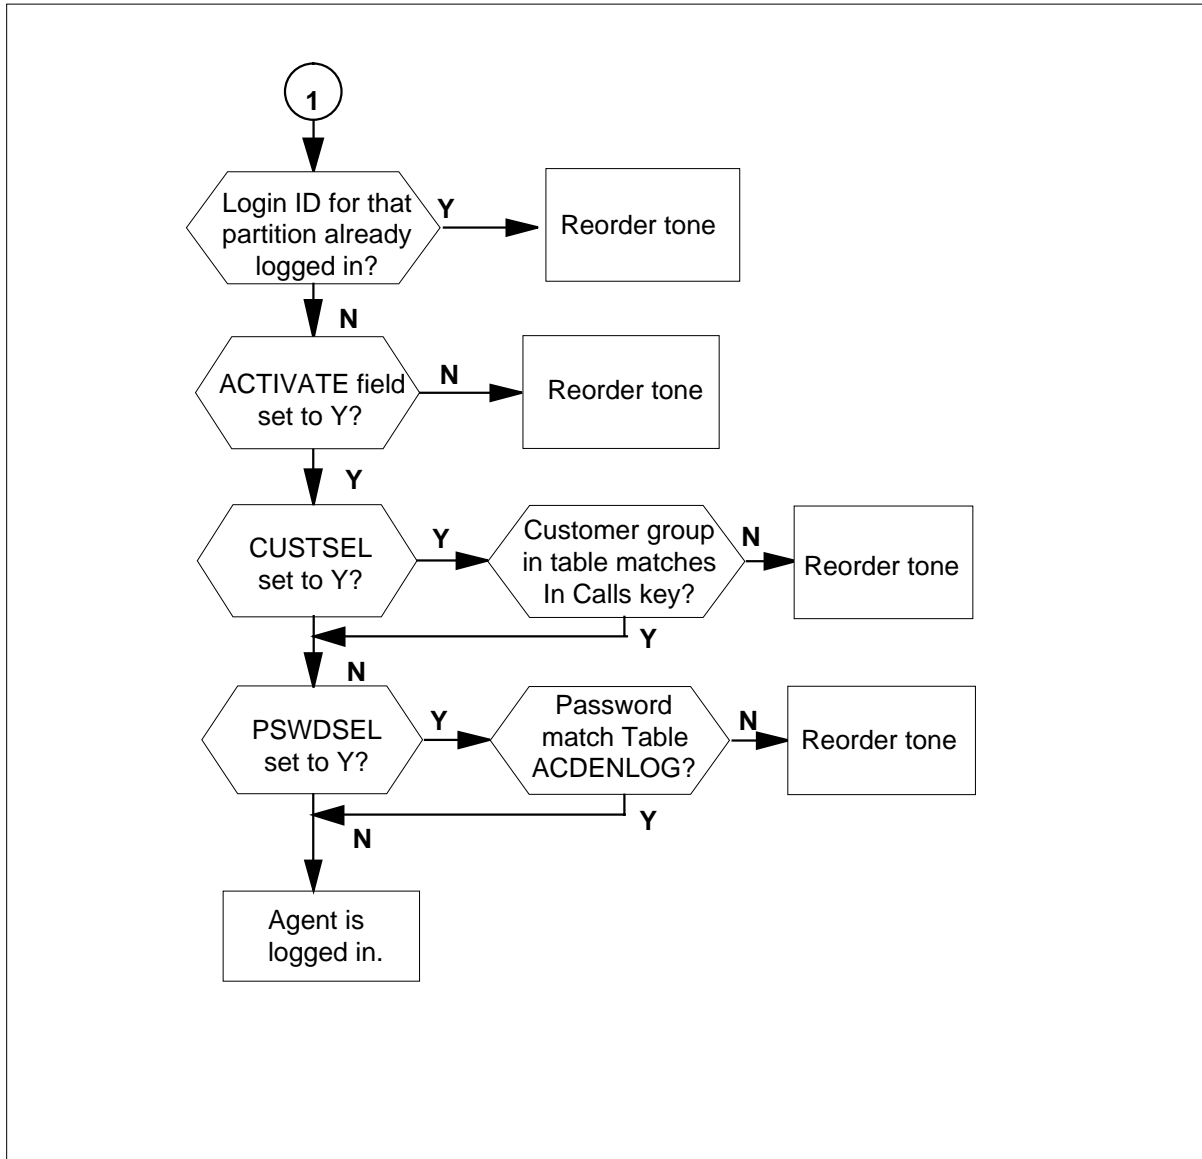 1
Login ID for that
partition already
logged in?
Y
Reorder tone
N
ACTIVATE field
set to Y?
N
Reorder tone
Y
CUSTSEL
set to Y?
Y
Customer group
in table matches
In Calls key?
N
Reorder tone
Y
N
PSWDSEL
set to Y?
Y
Password
match Table
ACDENLOG?
N
Reorder tone
Y
N
Agent is
logged in.